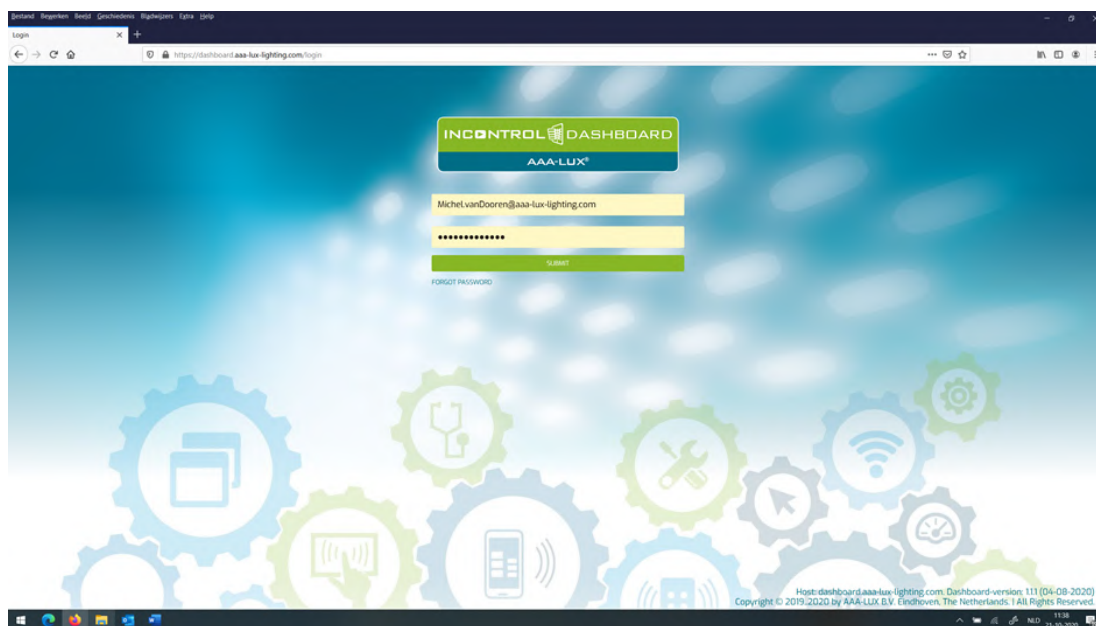 Bestand Bewerken Beeld Geschiedenis Bladwijzers Extra Help
Login
https://dashboard.aaa-lux-lighting.com/login
INCONTROL DASHBOARD
AAA-LUX®
Michel.vanDooren@aaa-lux-lighting.com
SUBMIT
FORGOT PASSWORD
Host: dashboard.aaa-lux-lighting.com. Dashboard-version: 1.1.1 (04-08-2020)
Copyright © 2019..2020 by AAA-LUX B.V. Eindhoven, The Netherlands. | All Rights Reserved.
NLD
11:38
21-10-2020